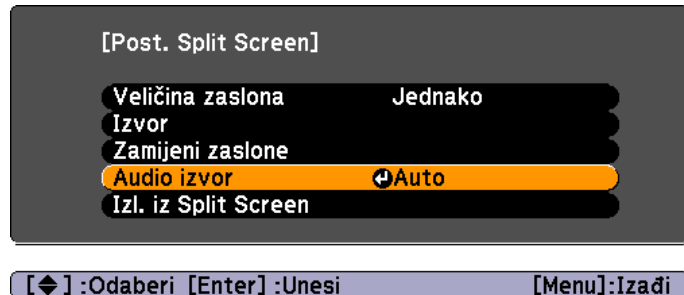 [Post. Split Screen]
Veličina zaslona Jednako
Izvor
Zamijeni zaslone
Audio izvor Auto
Izl. iz Split Screen
[◆] :Odaberi [Enter] :Unesi [Menu]:Izađi